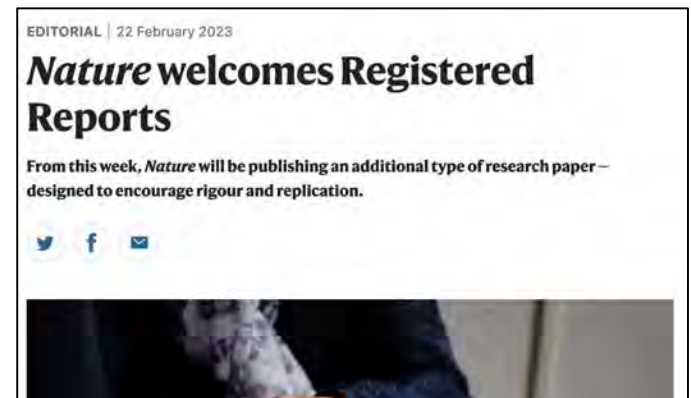 EDITORIAL | 22 February 2023
Nature welcomes Registered
Reports
From this week, Nature will be publishing an additional type of research paper —
designed to encourage rigour and replication.